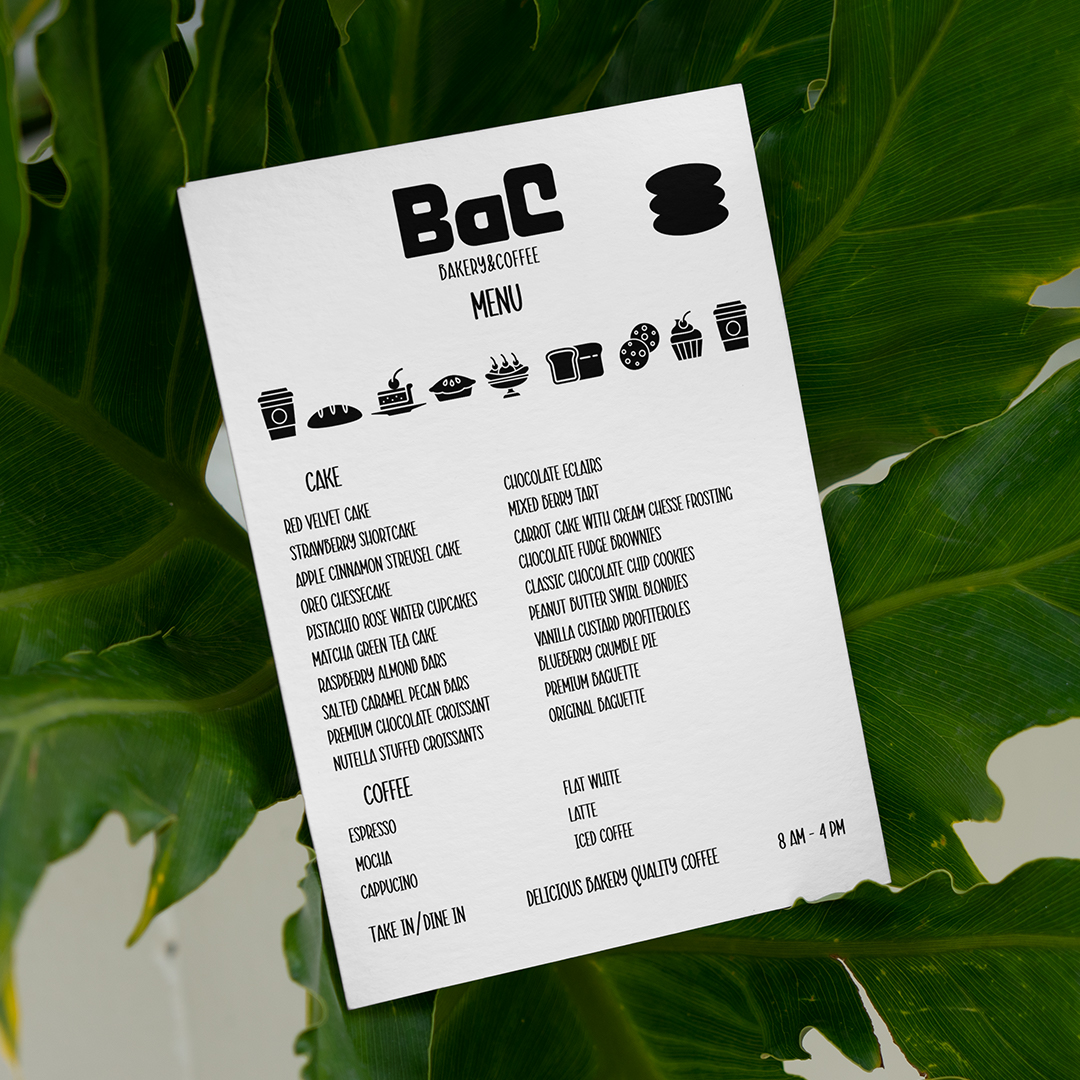 BaC
BAKERY&COFFEE
MENU
CAKE
RED VELVET CAKE
STRAWBERRY SHORTCAKE
APPLE CINNAMON STREUSEL CAKE
OREO CHESSECAKE
PISTACHIO ROSE WATER CUPCAKES
MATCHA GREEN TEA CAKE
RASPBERRY ALMOND BARS
SALTED CARAMEL PECAN BARS
PREMIUM CHOCOLATE CROISSANT
NUTELLA STUFFED CROISSANTS
CHOCOLATE ECLAIRS
MIXED BERRY TART
CARROT CAKE WITH CREAM CHESSE FROSTING
CHOCOLATE FUDGE BROWNIES
CLASSIC CHOCOLATE CHIP COOKIES
PEANUT BUTTER SWIRL BLONDIES
VANILLA CUSTARD PROFITEROLES
BLUEBERRY CRUMBLE PIE
PREMIUM BAGUETTE
ORIGINAL BAGUETTE
COFFEE
ESPRESSO
MOCHA
CAPPUCINO
FLAT WHITE
LATTE
ICED COFFEE
TAKE IN/DINE IN
DELICIOUS BAKERY QUALITY COFFEE
8 AM - 4 PM